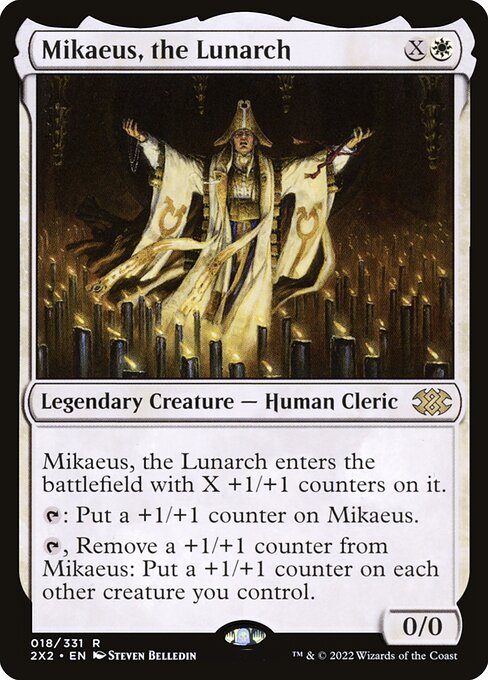 Mikaeus, the Lunarch X
Legendary Creature — Human Cleric
Mikaeus, the Lunarch enters the
battlefield with X +1/+1 counters on it.
: Put a +1/+1 counter on Mikaeus.
, Remove a +1/+1 counter from
Mikaeus: Put a +1/+1 counter on each
other creature you control.
0/0
018/331 R
2X2 • EN Steven Belledin
™ & © 2022 Wizards of the Coast